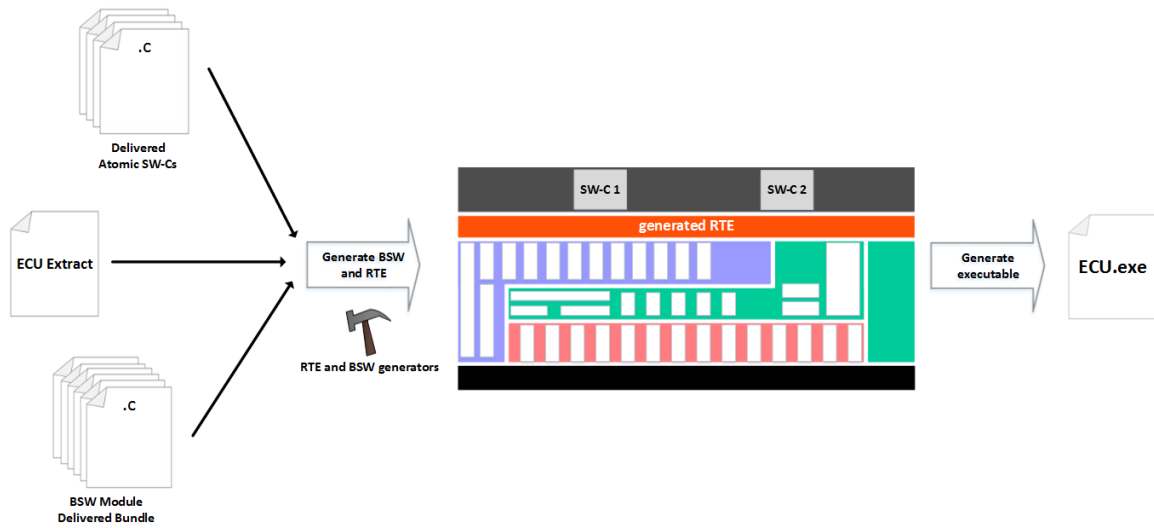 .C
Delivered
Atomic SW-Cs
ECU Extract
.C
BSW Module
Delivered Bundle
Generate BSW
and RTE
RTE and BSW generators
SW-C 1
SW-C 2
generated RTE
Generate
executable
ECU.exe